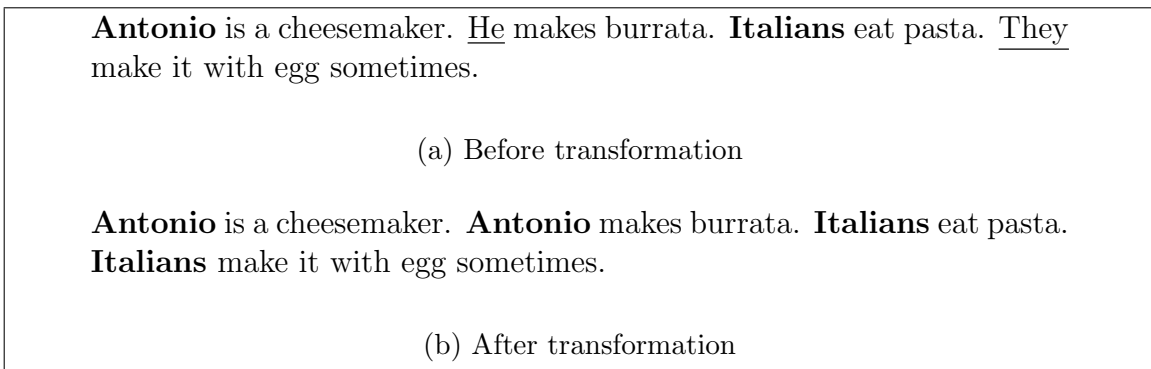 Antonio is a cheesemaker. He makes burrata. Italians eat pasta. They
make it with egg sometimes.
(a) Before transformation
Antonio is a cheesemaker. Antonio makes burrata. Italians eat pasta.
Italians make it with egg sometimes.
(b) After transformation